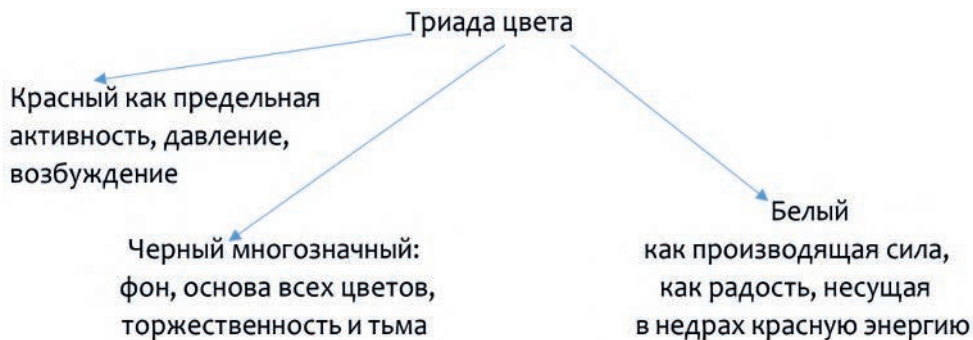 Триада цвета
Красный как предельная
активность, давление,
возбуждение
Черный многозначный:
фон, основа всех цветов,
торжественность и тьма
Белый
как производящая сила,
как радость, несущая
в недрах красную энергию